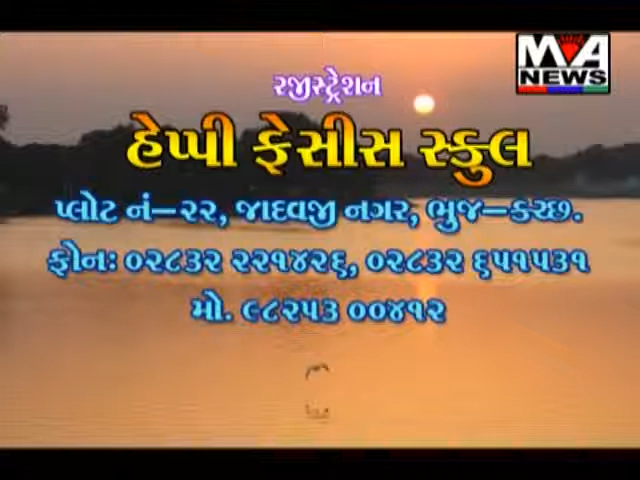 MA NEWS
રજીસ્ટ્રેશન
હેપ્પી ફેસીસ સ્કુલ
પ્લોટ નં–૨૨, જાદવજી નગર, ભુજ–કચ્છ.
ફોનઃ ૦૨૮૩૨ ૨૨૧૪૨૬, ૦૨૮૩૨ ૬૫૧૫૩૧
મો. ૯૮૨૫૩ ૦૦૪૧૨